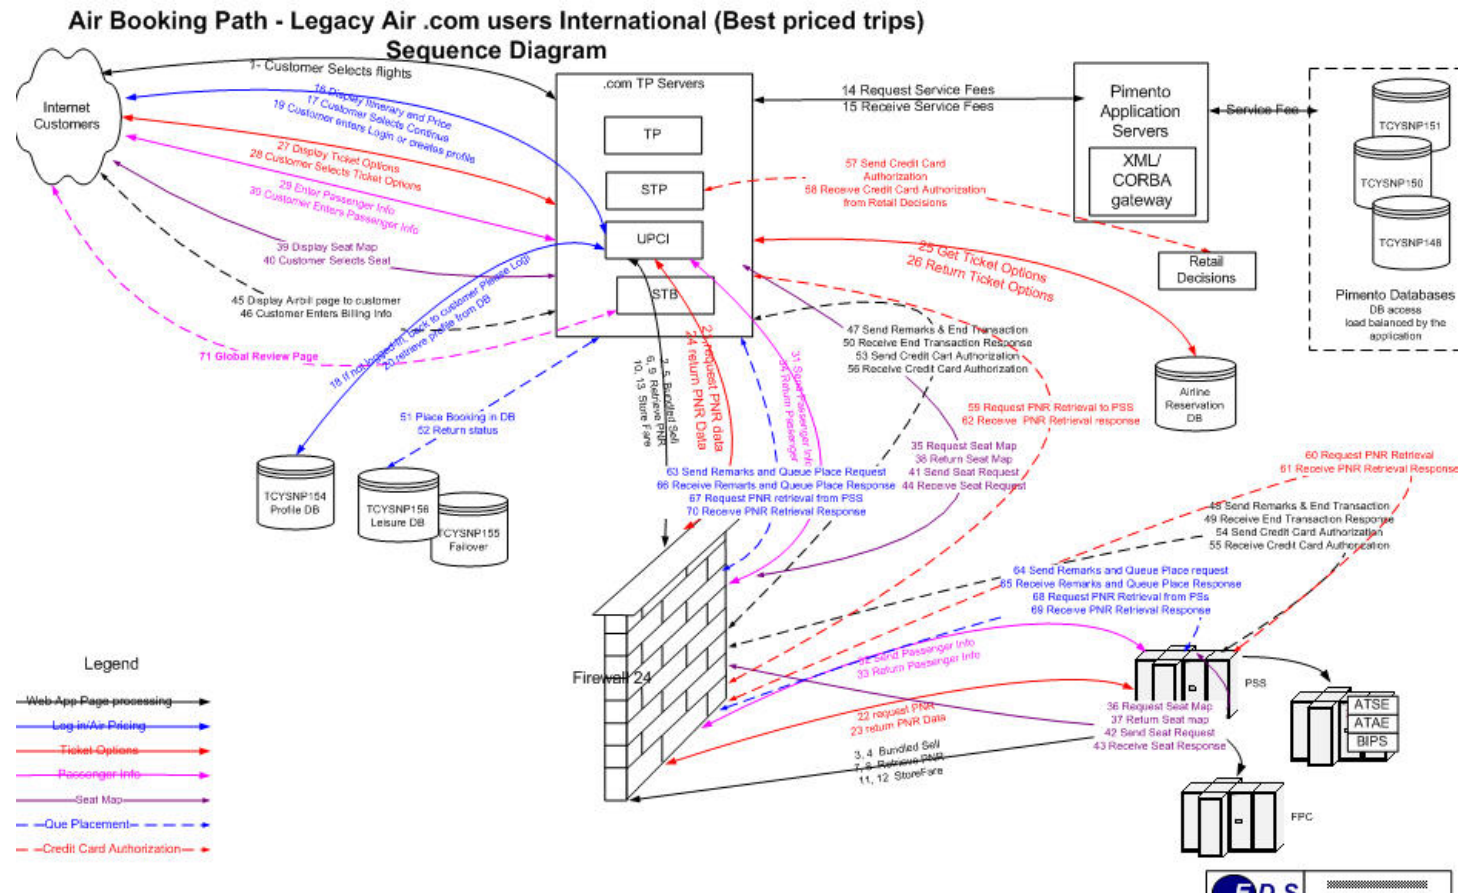 Air Booking Path - Legacy Air .com users International (Best priced trips)
Sequence Diagram
Internet
Customers
1- Customer Selects flights
16 Display Itinerary and Price
17 Customer Selects Continue
19 Customer enters Login or creates profile
27 Display Ticket Options
28 Customer Selects Ticket Options
29 Enter Passenger Info
30 Customer Enters Passenger Info
39 Display Seat Map
40 Customer Selects Seat
45 Display Airbill page to customer
46 Customer Enters Billing Info
71 Global Review Page
18 If not logged in, back to customer Please Logi
20 retrieve profile from DB
51 Place Booking in DB
52 Return status
.com TP Servers
TP
STP
UPCI
STB
14 Request Service Fees
15 Receive Service Fees
Pimento
Application
Servers
XML/
CORBA
gateway
Service Fee
TCYSNP151
TCYSNP150
TCYSNP148
Pimento Databases
DB access
load balanced by the
application
57 Send Credit Card
Authorization
58 Receive Credit Card Authorization
from Retail Decisions
Retail
Decisions
25 Get Ticket Options
26 Return Ticket Options
Airline
Reservation
DB
47 Send Remarks & End Transaction
50 Receive End Transaction Response
53 Send Credit Cart Authorization
56 Receive Credit Card Authorization
2, 5 Bundled Sell
6, 9 Retrieve PNR
10, 13 Store Fare
21 request PNR data
24 return PNR Data
31 Send Passenger Info
34 Return Passenger
59 Request PNR Retrieval to PSS
62 Receive PNR Retrieval response
35 Request Seat Map
38 Return Seat Map
41 Send Seat Request
44 Receive Seat Request
63 Send Remarks and Queue Place Request
66 Receive Remarts and Queue Place Response
67 Request PNR retrieval from PSS
70 Receive PNR Retrieval Response
60 Request PNR Retrieval
61 Receive PNR Retrieval Response
48 Send Remarks & End Transaction
49 Receive End Transaction Response
54 Send Credit Card Authorization
55 Receive Credit Card Authorization
64 Send Remarks and Queue Place request
65 Receive Remarks and Queue Place Response
68 Request PNR Retrieval from PSs
69 Receive PNR Retrieval Response
TCYSNP154
Profile DB
TCYSNP156
Leisure DB
TCYSNP155
Failover
Firewall 24
32 Send Passenger Info
33 Return Passenger Info
22 request PNR
23 return PNR Data
3, 4 Bundled Sell
7, 8 Retrieve PNR
11, 12 StoreFare
36 Request Seat Map
37 Return Seat map
42 Send Seat Request
43 Receive Seat Response
PSS
ATSE
ATAE
BIPS
FPC
Legend
Web App Page processing
Log in/Air Pricing
Ticket Options
Passenger Info
Seat Map
Que Placement
Credit Card Authorization
EDS